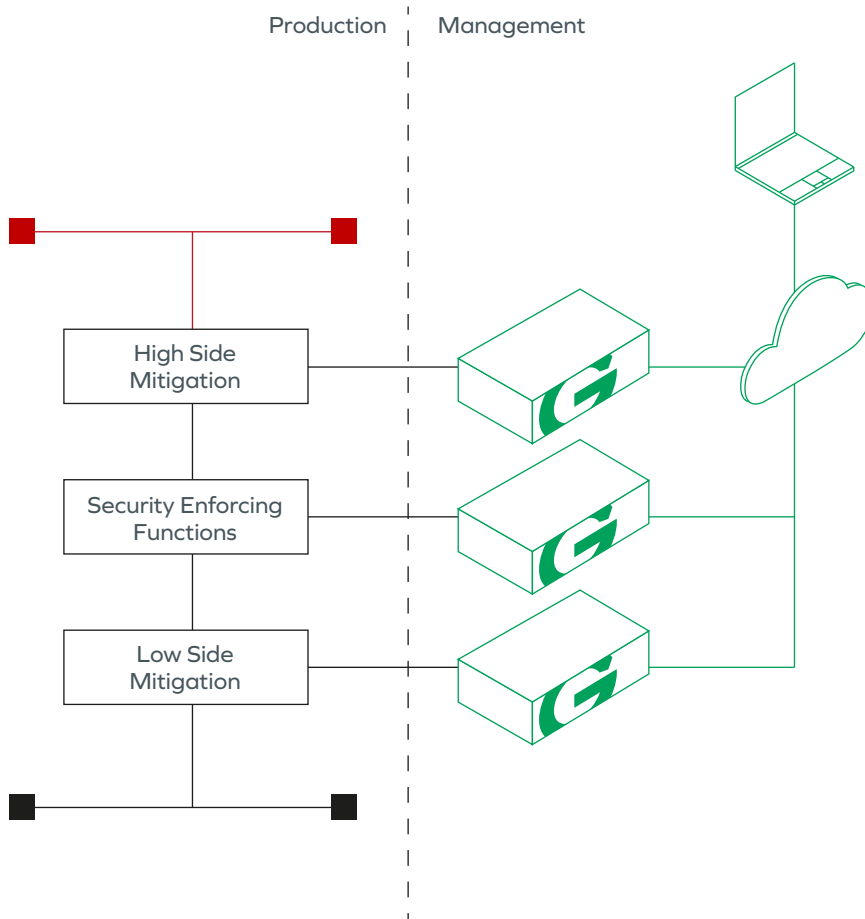 Production
Management
High Side
Mitigation
Security Enforcing
Functions
Low Side
Mitigation
G
G
G